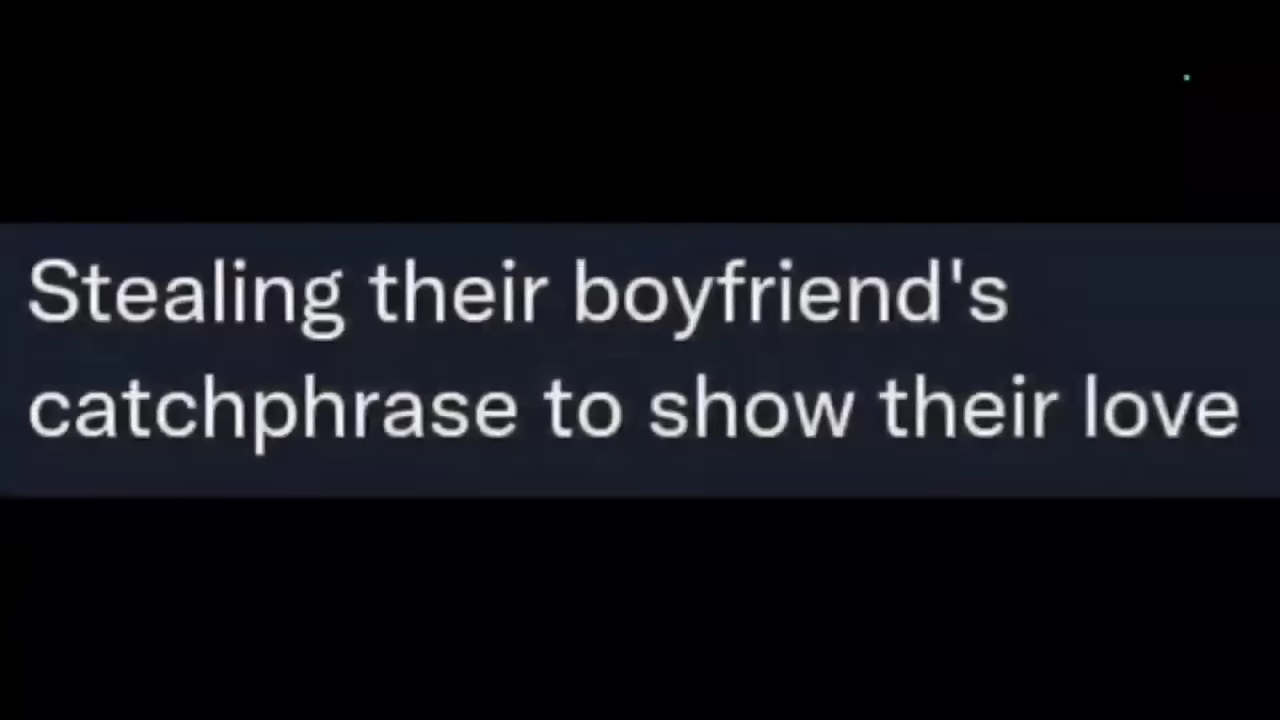 Stealing their boyfriend's
catchphrase to show their love